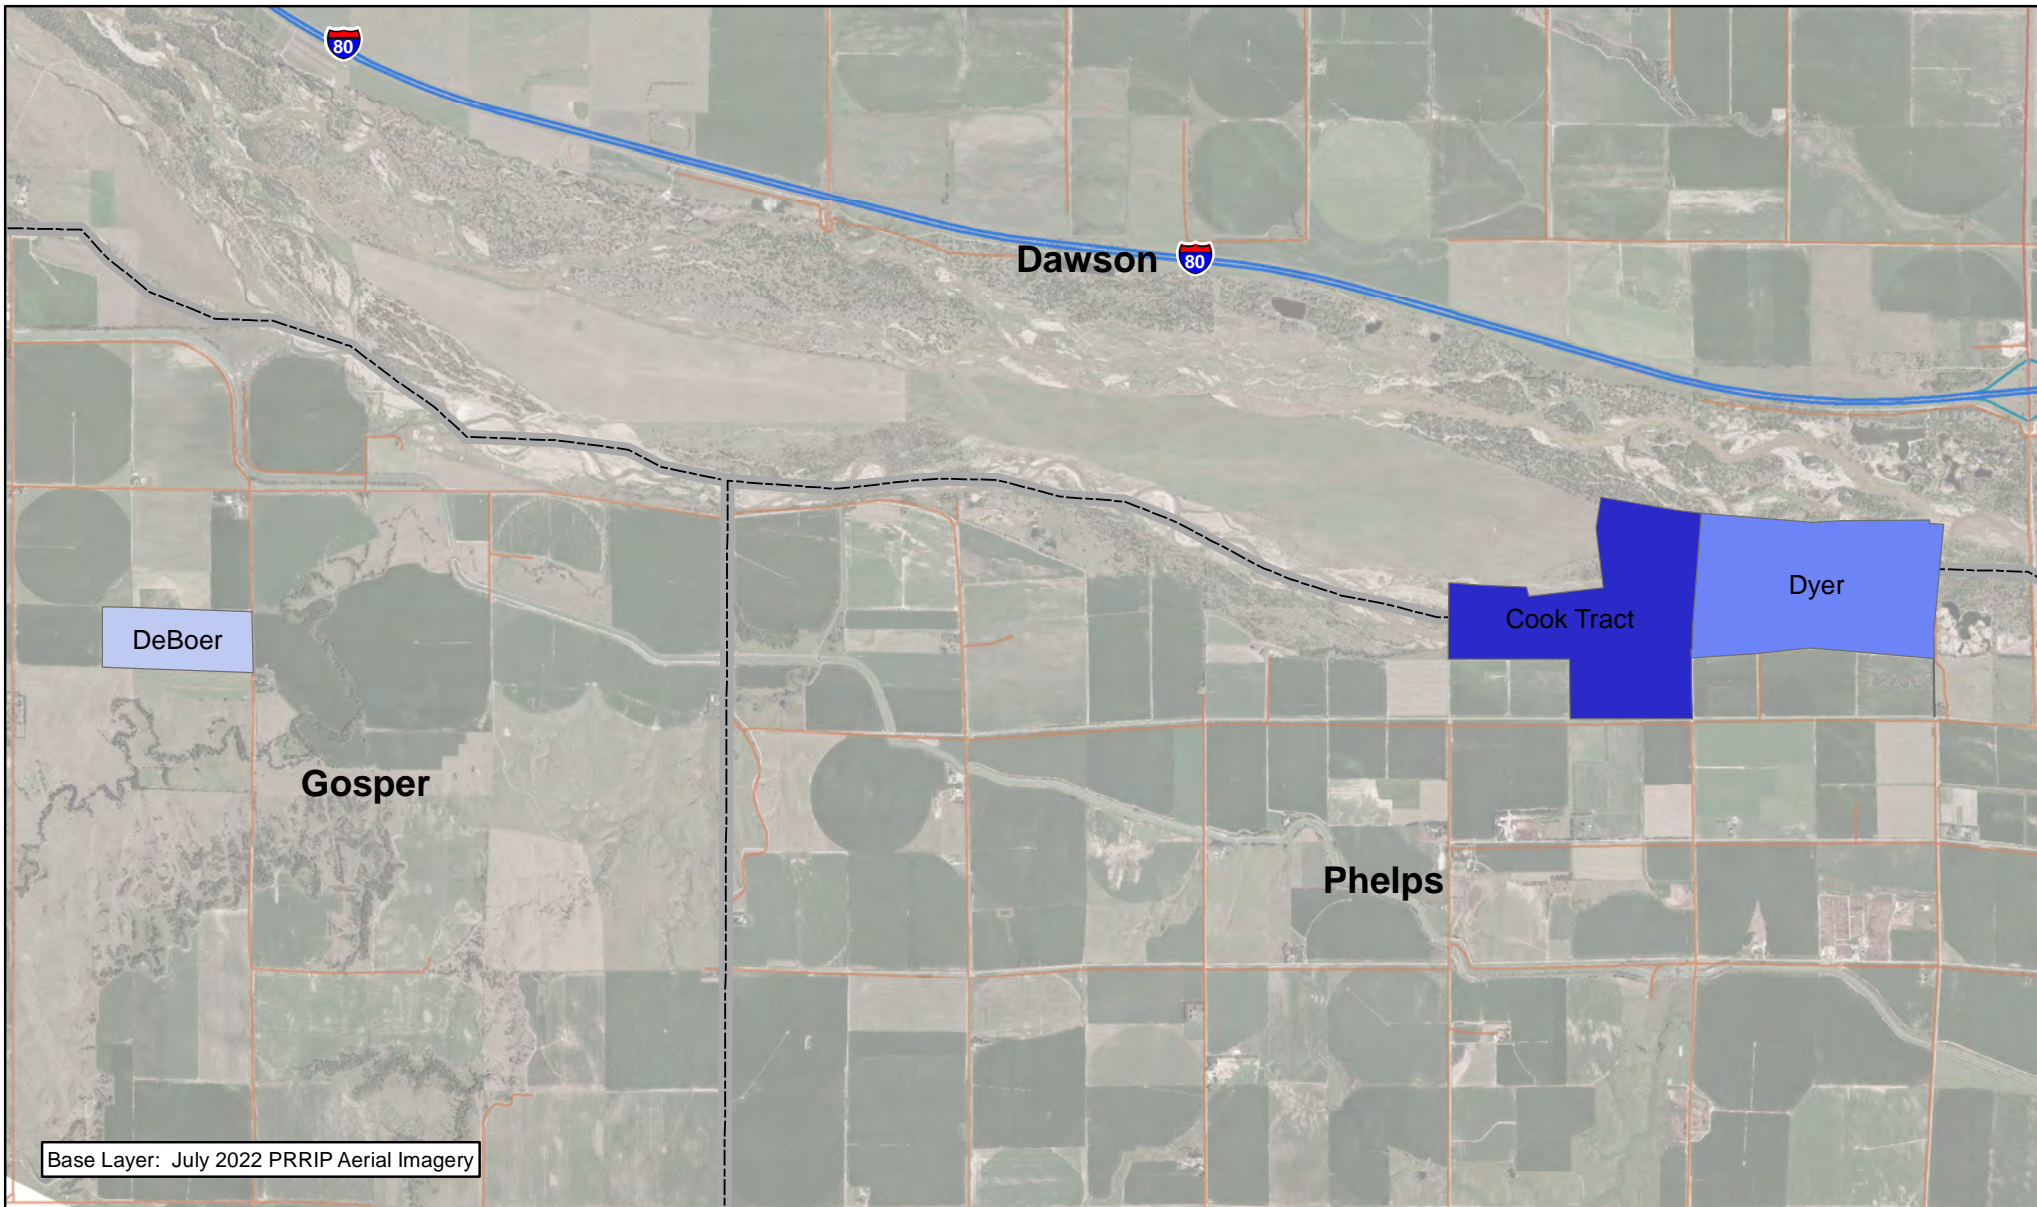 80
Dawson
80
Dyer
Cook Tract
DeBoer
Gosper
Phelps
Base Layer: July 2022 PRRIP Aerial Imagery